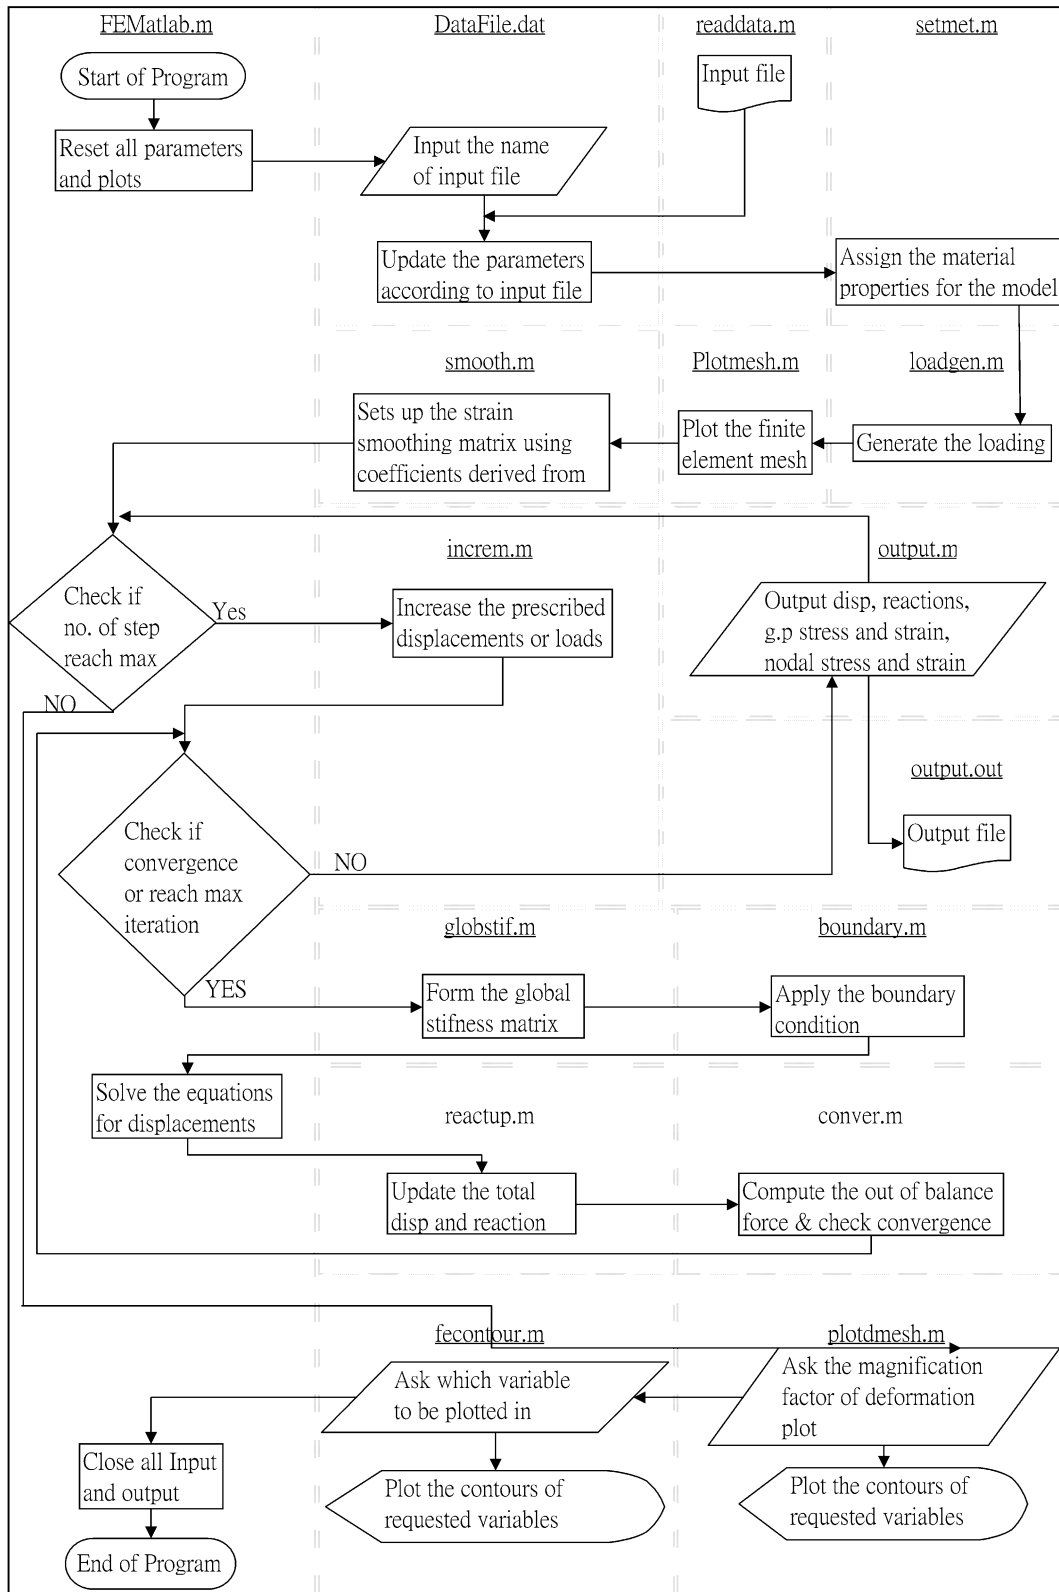 FEMatlab.m
DataFile.dat
readdata.m
setmet.m
Start of Program
Input file
Reset all parameters
and plots
Input the name
of input file
Update the parameters
according to input file
Assign the material
properties for the model
smooth.m
Plotmesh.m
loadgen.m
Sets up the strain
smoothing matrix using
coefficients derived from
Plot the finite
element mesh
Generate the loading
increm.m
output.m
Check if
no. of step
reach max
Yes
NO
Increase the prescribed
displacements or loads
Output disp, reactions,
g.p stress and strain,
nodal stress and strain
output.out
Output file
Check if
convergence
or reach max
iteration
NO
YES
globstif.m
boundary.m
Form the global
stifness matrix
Apply the boundary
condition
Solve the equations
for displacements
reactup.m
conver.m
Update the total
disp and reaction
Compute the out of balance
force & check convergence
fecontour.m
plotdmesh.m
Ask which variable
to be plotted in
Ask the magnification
factor of deformation
plot
Close all Input
and output
Plot the contours of
requested variables
Plot the contours of
requested variables
End of Program